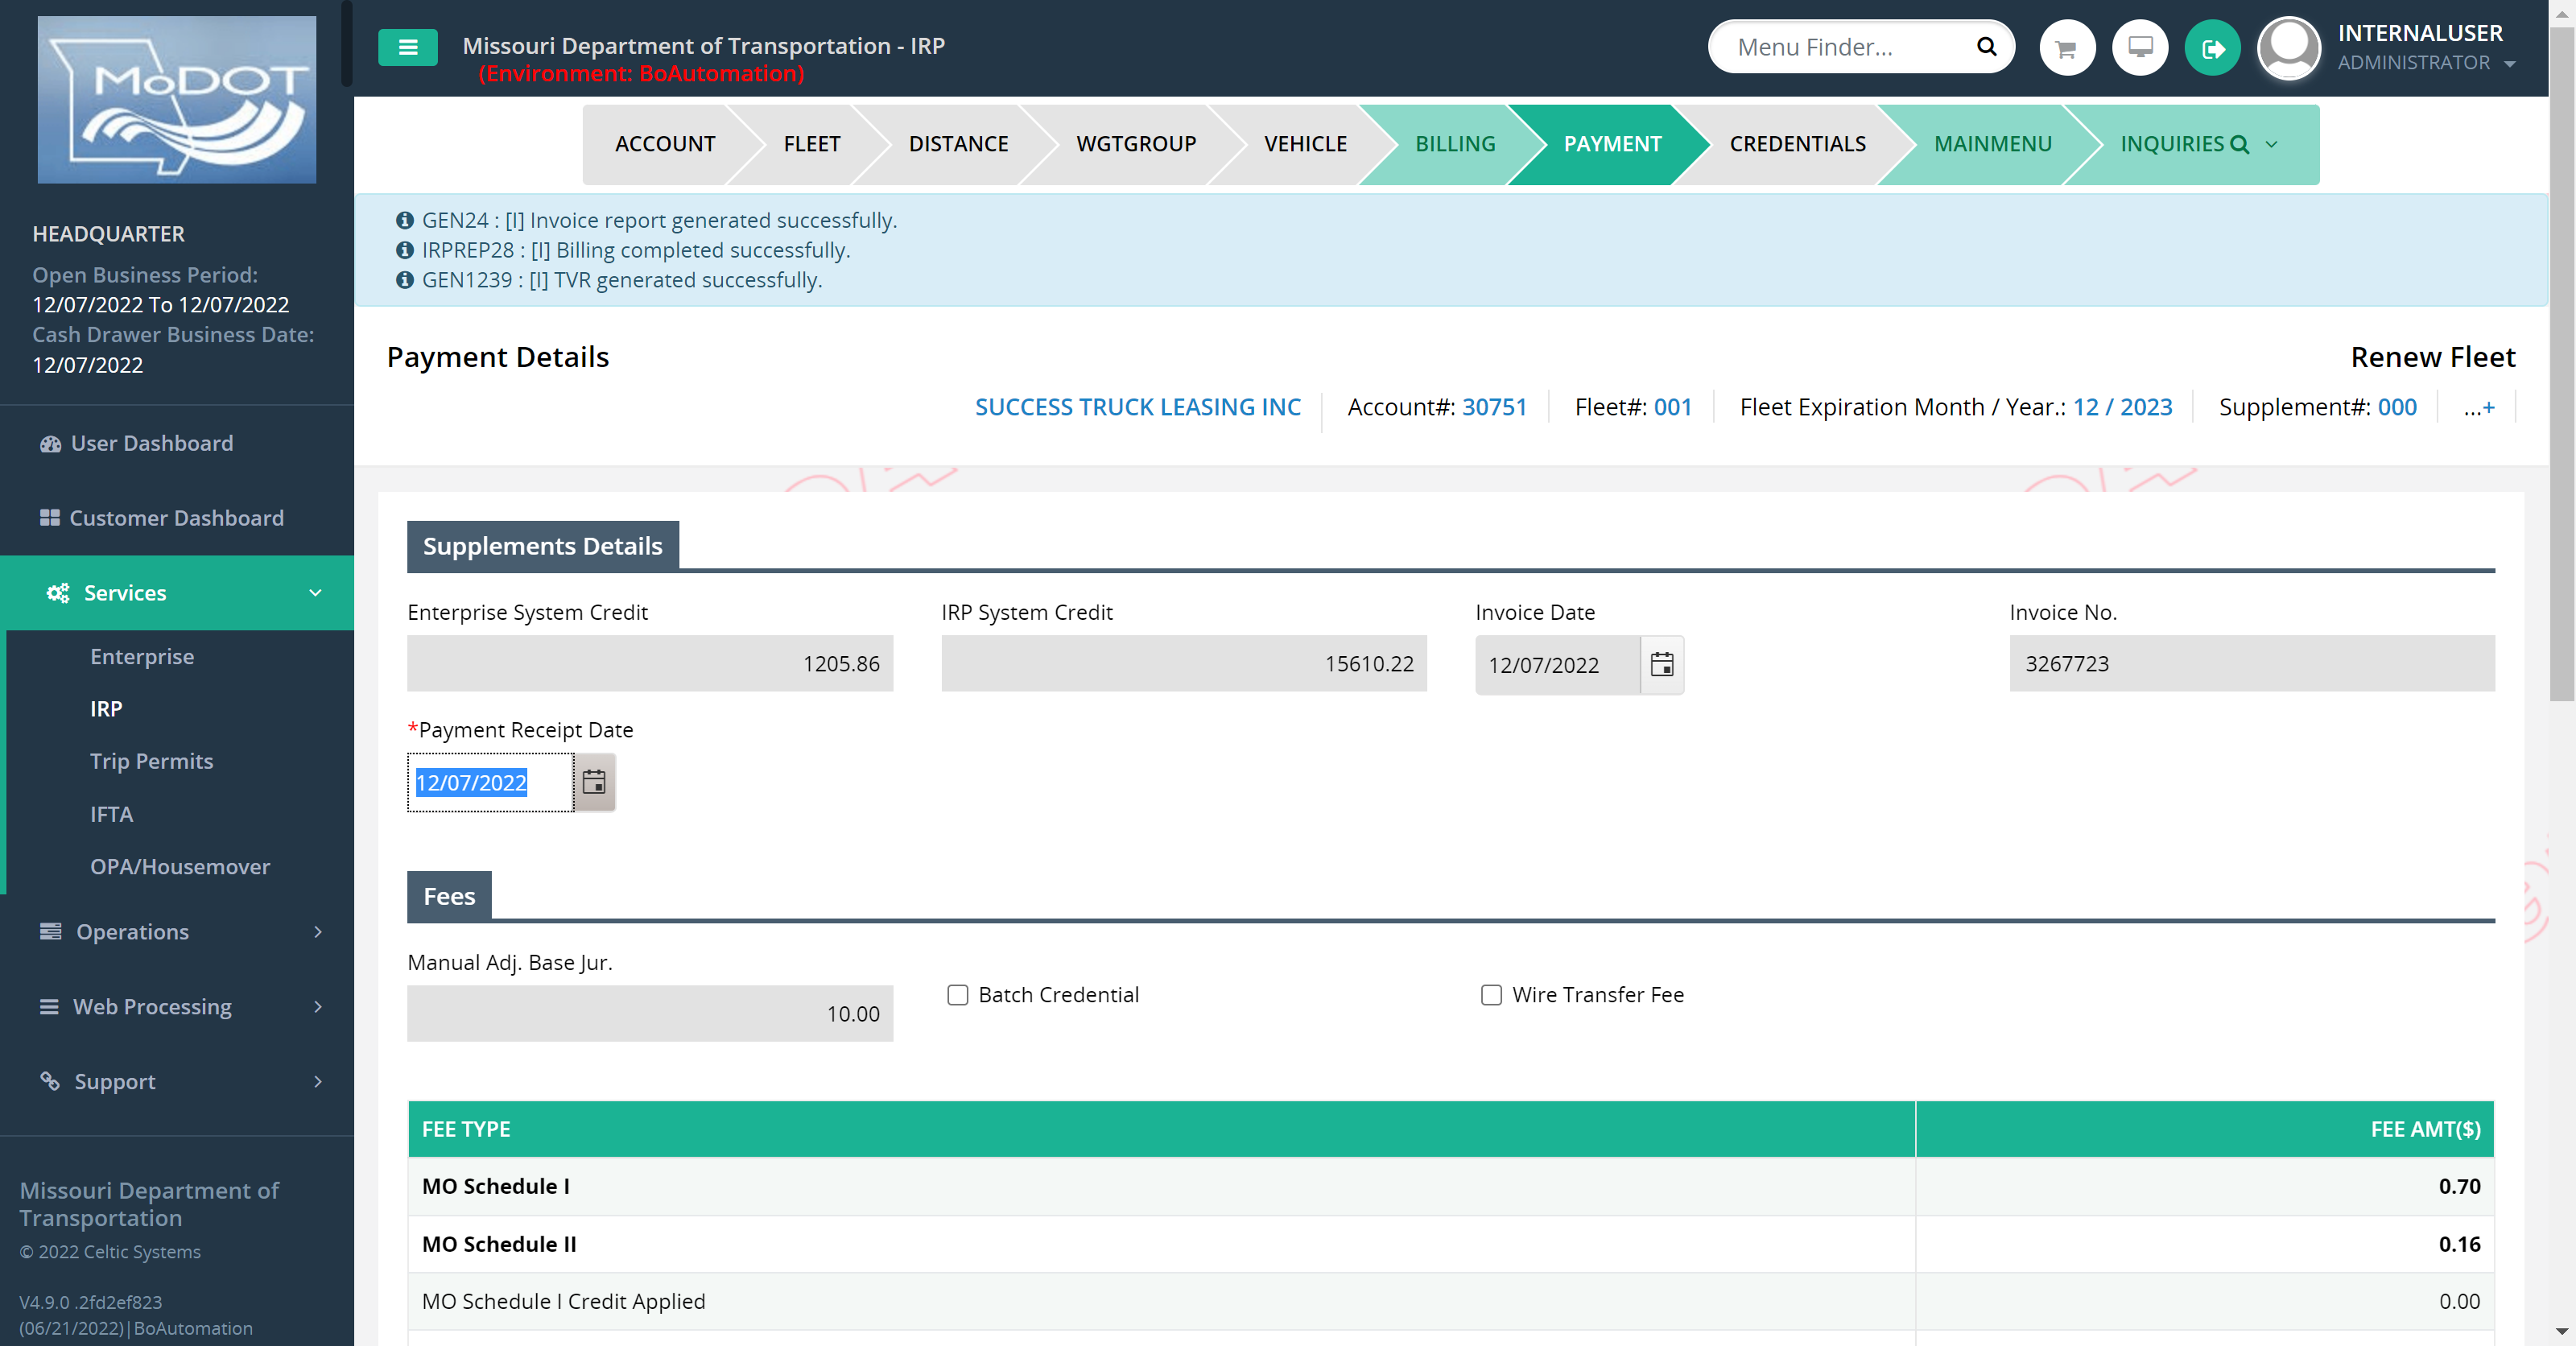 MoDOT
HEADQUARTER
Open Business Period:
12/07/2022 To 12/07/2022
Cash Drawer Business Date:
12/07/2022
User Dashboard
Customer Dashboard
Services
Enterprise
IRP
Trip Permits
IFTA
OPA/Housemover
Operations
Web Processing
Support
Missouri Department of
Transportation
© 2022 Celtic Systems
V4.9.0 .2fd2ef823
(06/21/2022)|BoAutomation
Missouri Department of Transportation - IRP
(Environment: BoAutomation)
Menu Finder...
INTERNALUSER
ADMINISTRATOR
ACCOUNT
FLEET
DISTANCE
WGTGROUP
VEHICLE
BILLING
PAYMENT
CREDENTIALS
MAINMENU
INQUIRIES
GEN24 : [I] Invoice report generated successfully.
IRPREP28 : [I] Billing completed successfully.
GEN1239 : [I] TVR generated successfully.
Payment Details
Renew Fleet
SUCCESS TRUCK LEASING INC
Account#: 30751
Fleet#: 001
Fleet Expiration Month / Year.: 12 / 2023
Supplement#: 000
...+
Supplements Details
Enterprise System Credit
1205.86
IRP System Credit
15610.22
Invoice Date
12/07/2022
Invoice No.
3267723
*Payment Receipt Date
12/07/2022
Fees
Manual Adj. Base Jur.
10.00
Batch Credential
Wire Transfer Fee
FEE TYPE
FEE AMT($)
MO Schedule I
0.70
MO Schedule II
0.16
MO Schedule I Credit Applied
0.00